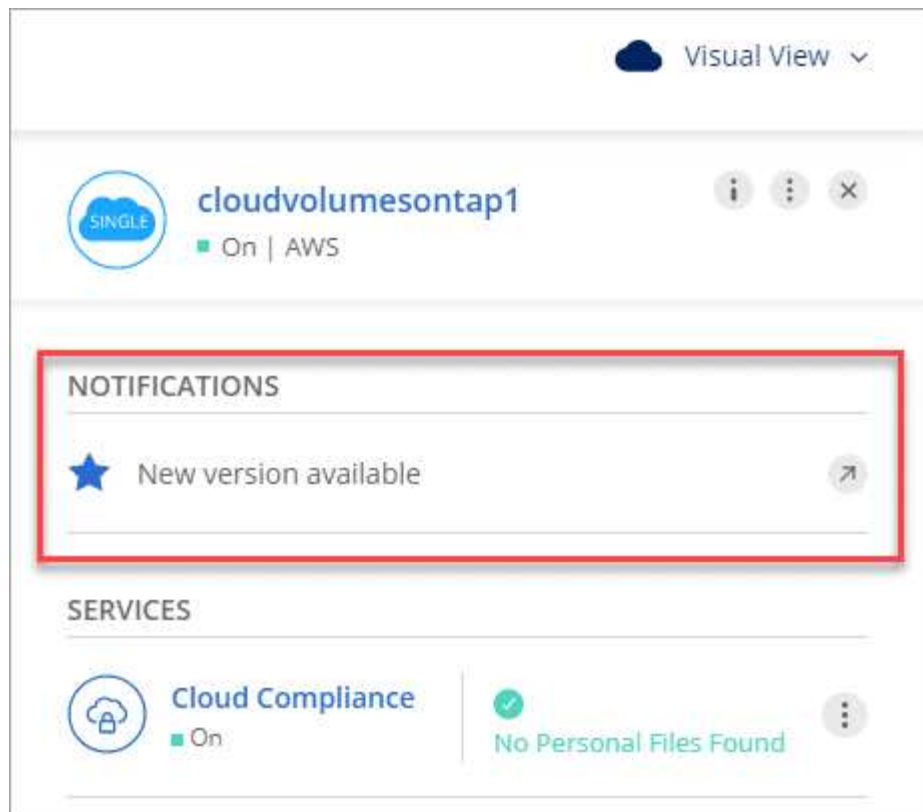 Visual View
SINGLE
cloudvolumesontap1
On | AWS
NOTIFICATIONS
New version available
SERVICES
Cloud Compliance
On
No Personal Files Found